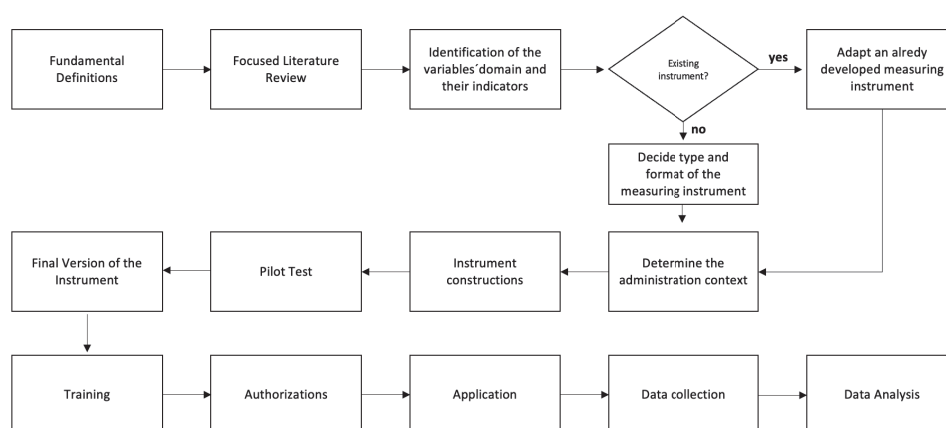 Fundamental
Definitions
Focused Literature
Review
Identification of the
variables´domain and
their indicators
Existing
instrument?
yes
Adapt an alredy
developed measuring
instrument
no
Decide type and
format of the
measuring instrument
Final Version of the
Instrument
Pilot Test
Instrument
constructions
Determine the
administration context
Training
Authorizations
Application
Data collection
Data Analysis